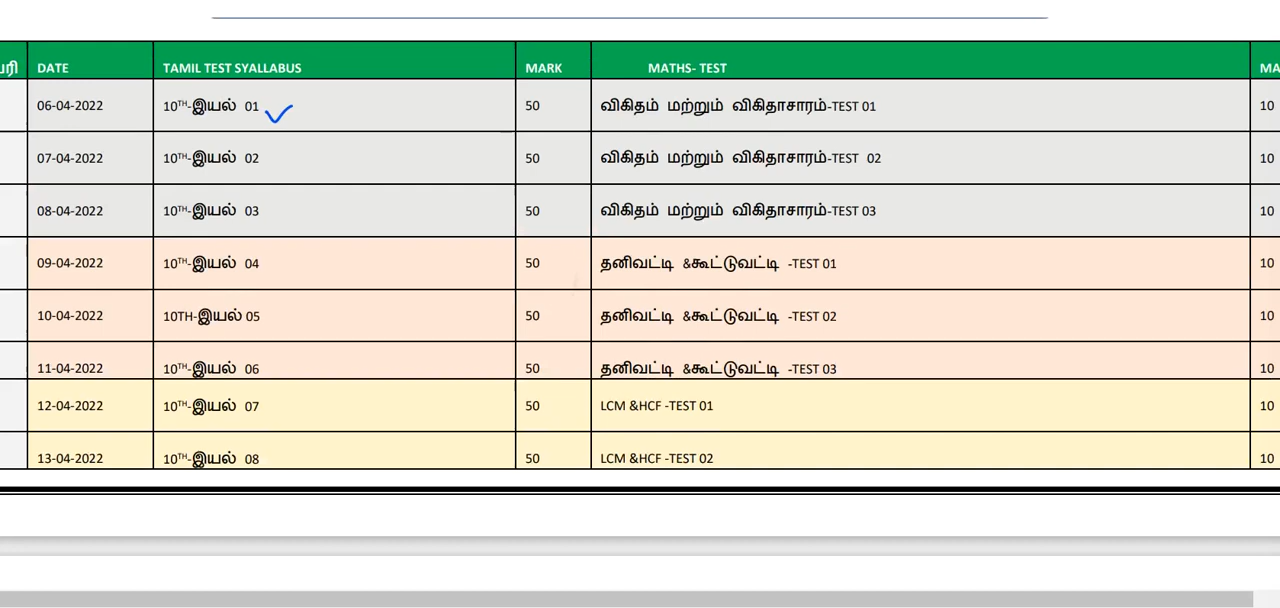 DATE TAMIL TEST SYALLABUS MARK MATHS- TEST
06-04-2022 10TH-இயல் 01 50 விகிதம் மற்றும் விகிதாசாரம்-TEST 01 10
07-04-2022 10TH-இயல் 02 50 விகிதம் மற்றும் விகிதாசாரம்-TEST 02 10
08-04-2022 10TH-இயல் 03 50 விகிதம் மற்றும் விகிதாசாரம்-TEST 03 10
09-04-2022 10TH-இயல் 04 50 தனிவட்டி &கூட்டுவட்டி -TEST 01 10
10-04-2022 10TH-இயல் 05 50 தனிவட்டி &கூட்டுவட்டி -TEST 02 10
11-04-2022 10TH-இயல் 06 50 தனிவட்டி &கூட்டுவட்டி -TEST 03 10
12-04-2022 10TH-இயல் 07 50 LCM &HCF -TEST 01 10
13-04-2022 10TH-இயல் 08 50 LCM &HCF -TEST 02 10